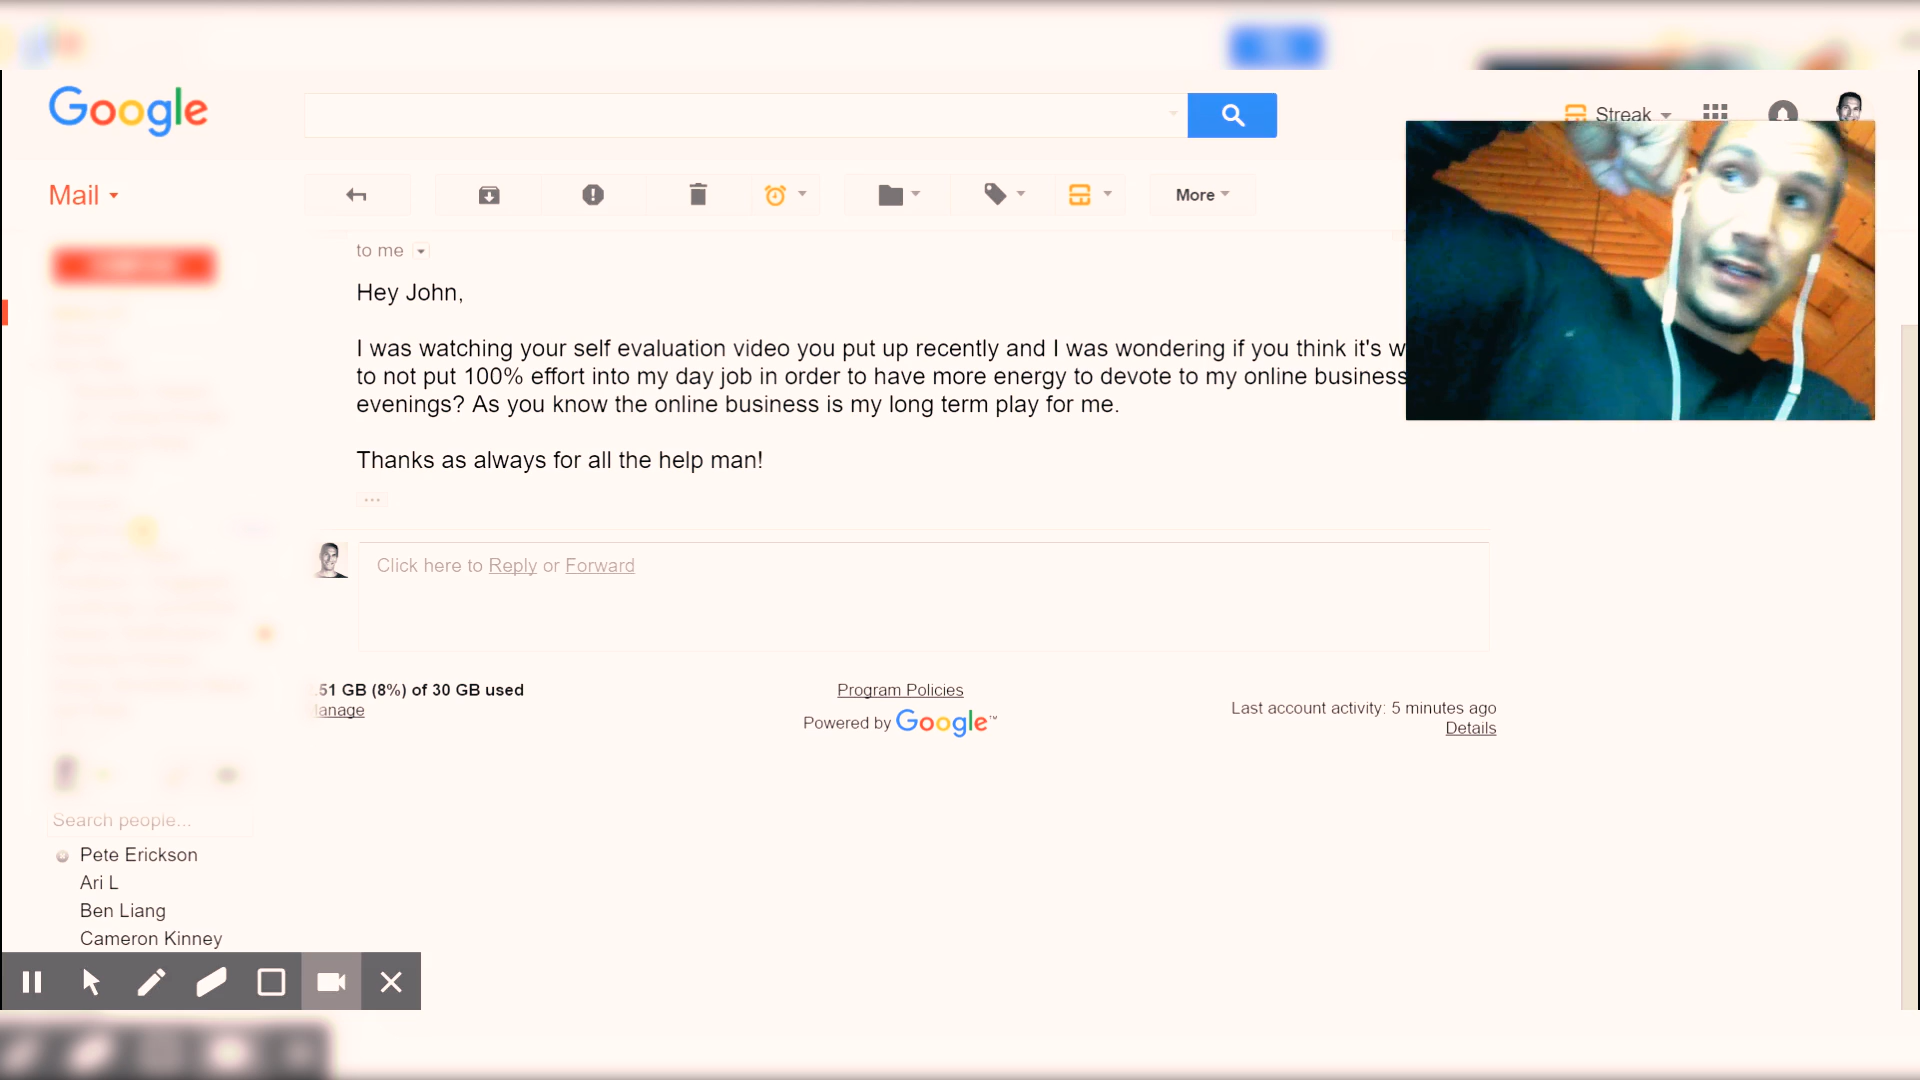 Google
Streak
Mail
More
to me
Hey John,
I was watching your self evaluation video you put up recently and I was wondering if you think it's
to not put 100% effort into my day job in order to have more energy to devote to my online business
evenings? As you know the online business is my long term play for me.
Thanks as always for all the help man!
...
Click here to Reply or Forward
.51 GB (8%) of 30 GB used
Program Policies
Powered by Google™
Last account activity: 5 minutes ago
Details
Search people...
Pete Erickson
Ari L
Ben Liang
Cameron Kinney